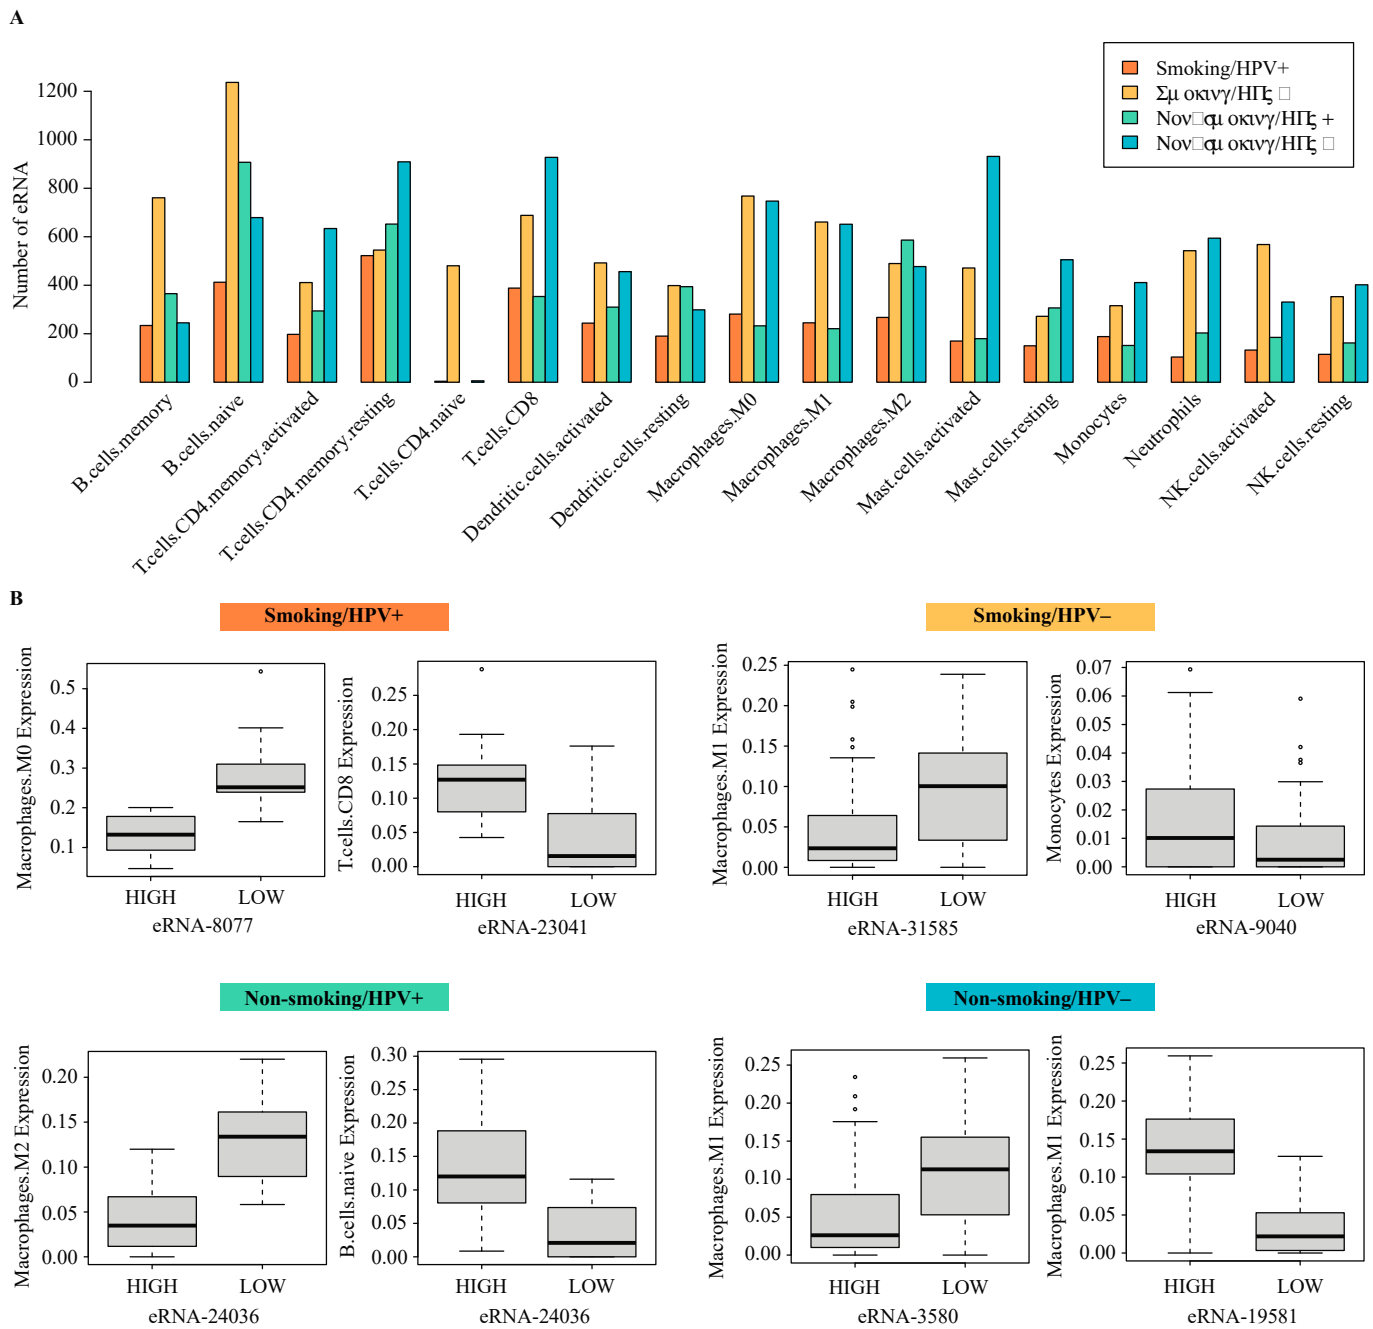 A
Number of eRNA
1200
1000
800
600
400
200
0
Smoking/HPV+
Σμ οκινγ/ΗΠς □
Νον□σμ οκινγ/ΗΠς +
Νον□σμ οκινγ/ΗΠς □
B.cells.memory
B.cells.naive
T.cells.CD4.memory.activated
T.cells.CD4.memory.resting
T.cells.CD4.naive
T.cells.CD8
Dendritic.cells.activated
Dendritic.cells.resting
Macrophages.M0
Macrophages.M1
Macrophages.M2
Mast.cells.activated
Mast.cells.resting
Monocytes
Neutrophils
NK.cells.activated
NK.cells.resting
B
Smoking/HPV+
Macrophages.M0 Expression
0.5
0.4
0.3
0.2
0.1
HIGH LOW
eRNA-8077
T.cells.CD8 Expression
0.25
0.20
0.15
0.10
0.05
0.00
HIGH LOW
eRNA-23041
Smoking/HPV–
Macrophages.M1 Expression
0.25
0.20
0.15
0.10
0.05
0.00
HIGH LOW
eRNA-31585
Monocytes Expression
0.07
0.06
0.05
0.04
0.03
0.02
0.01
0.00
HIGH LOW
eRNA-9040
Non-smoking/HPV+
Macrophages.M2 Expression
0.20
0.15
0.10
0.05
0.00
HIGH LOW
eRNA-24036
B.cells.naive Expression
0.30
0.25
0.20
0.15
0.10
0.05
0.00
HIGH LOW
eRNA-24036
Non-smoking/HPV–
Macrophages.M1 Expression
0.25
0.20
0.15
0.10
0.05
0.00
HIGH LOW
eRNA-3580
Macrophages.M1 Expression
0.25
0.20
0.15
0.10
0.05
0.00
HIGH LOW
eRNA-19581